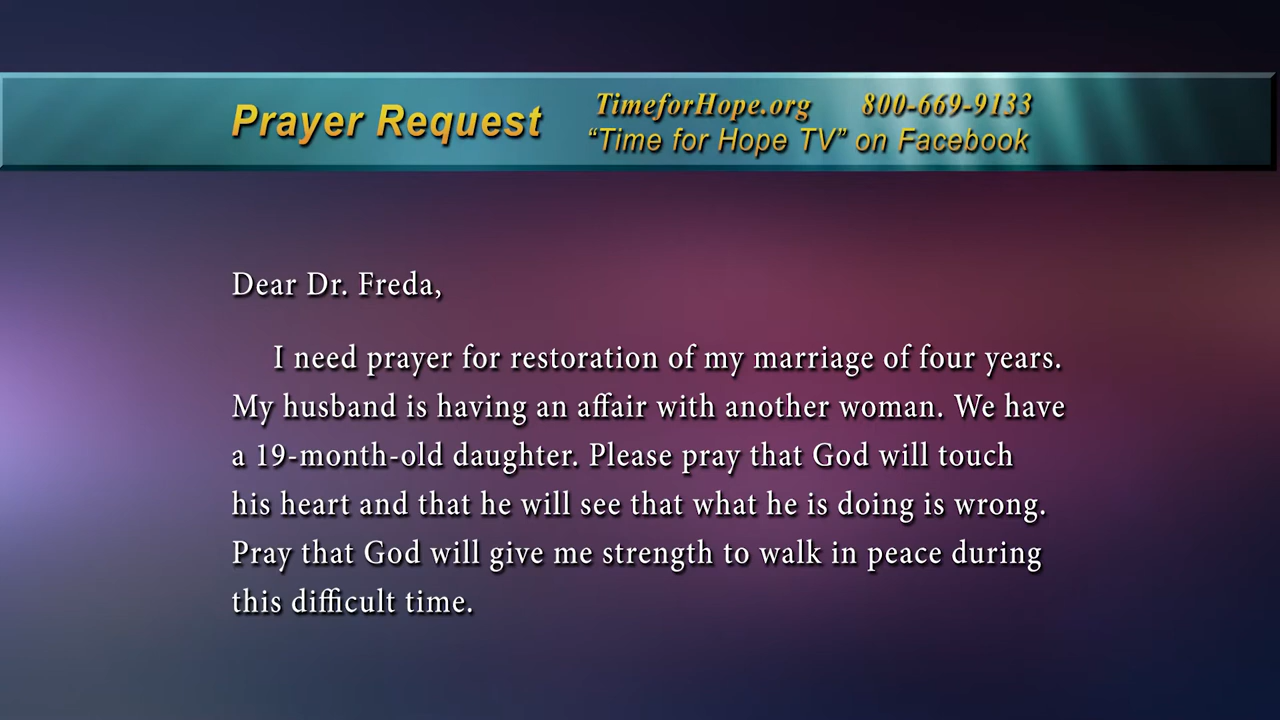 Prayer Request
TimeforHope.org 800-669-9133
“Time for Hope TV” on Facebook
Dear Dr. Freda,
I need prayer for restoration of my marriage of four years.
My husband is having an affair with another woman. We have
a 19-month-old daughter. Please pray that God will touch
his heart and that he will see that what he is doing is wrong.
Pray that God will give me strength to walk in peace during
this difficult time.